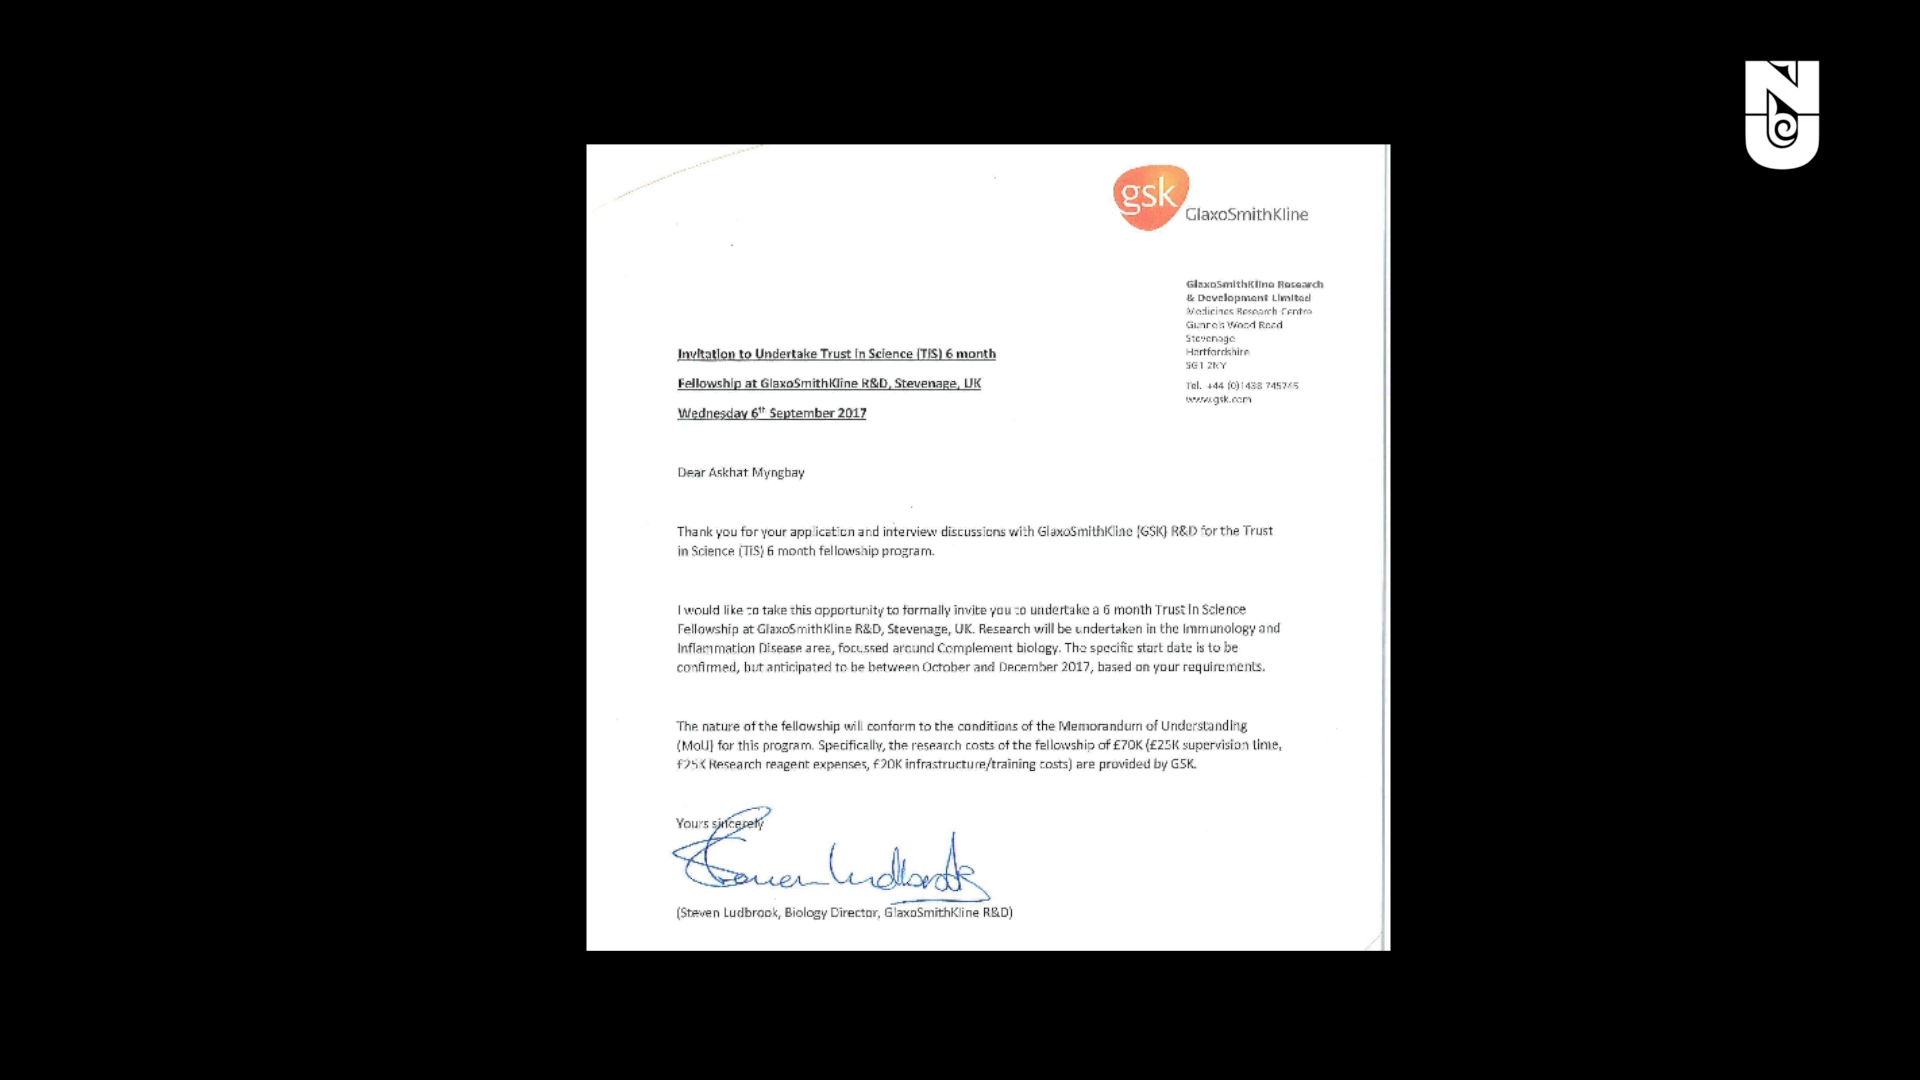 gsk
GlaxoSmithKline
GlaxoSmithKline Research
& Development Limited
Medicines Research Centre
Gunnels Wood Road
Stevenage
Hertfordshire
SG1 2NY
Tel. +44 (0)1438 745745
www.gsk.com
Invitation to Undertake Trust in Science (TiS) 6 month
Fellowship at GlaxoSmithKline R&D, Stevenage, UK
Wednesday 6th September 2017
Dear Askhat Myngbay
Thank you for your application and interview discussions with GlaxoSmithKline (GSK) R&D for the Trust
in Science (TiS) 6 month fellowship program.
I would like to take this opportunity to formally invite you to undertake a 6 month Trust In Science
Fellowship at GlaxoSmithKline R&D, Stevenage, UK. Research will be undertaken in the Immunology and
Inflammation Disease area, focussed around Complement biology. The specific start date is to be
confirmed, but anticipated to be between October and December 2017, based on your requirements.
The nature of the fellowship will conform to the conditions of the Memorandum of Understanding
(MoU) for this program. Specifically, the research costs of the fellowship of £70K (£25K supervision time,
£25K Research reagent expenses, £20K infrastructure/training costs) are provided by GSK.
Yours sincerely
Steven Ludbrook
(Steven Ludbrook, Biology Director, GlaxoSmithKline R&D)